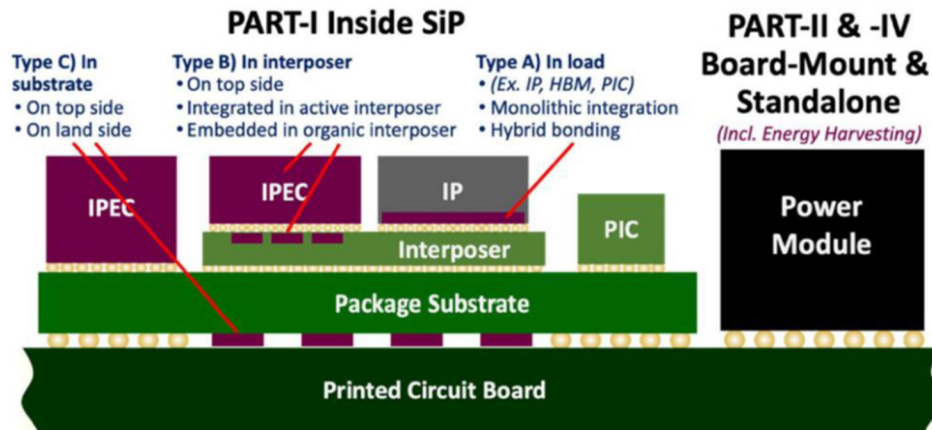 PART-I Inside SiP
Type C) In
substrate
• On top side
• On land side
Type B) In interposer
• On top side
• Integrated in active interposer
• Embedded in organic interposer
Type A) In load
• (Ex. IP, HBM, PIC)
• Monolithic integration
• Hybrid bonding
PART-II & -IV
Board-Mount &
Standalone
(Incl. Energy Harvesting)
IPEC
IPEC
IP
PIC
Interposer
Package Substrate
Power
Module
Printed Circuit Board